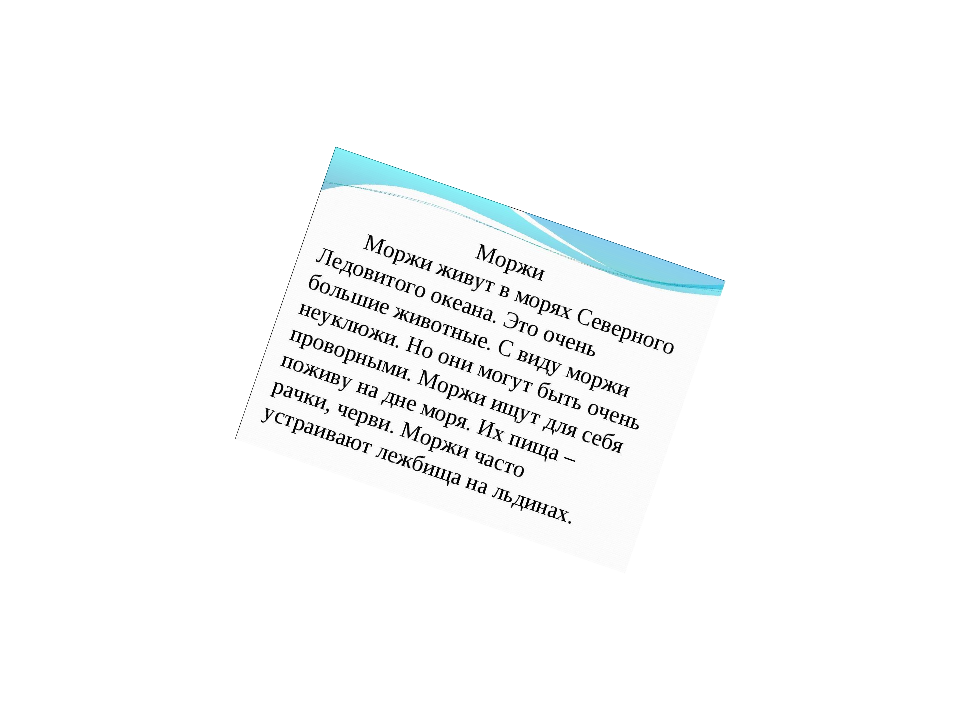 Моржи
Моржи живут в морях Северного
Ледовитого океана. Это очень
большие животные. С виду моржи
неуклюжи. Но они могут быть очень
проворными. Моржи ищут для себя
поживу на дне моря. Их пища –
рачки, черви. Моржи часто
устраивают лежбища на льдинах.